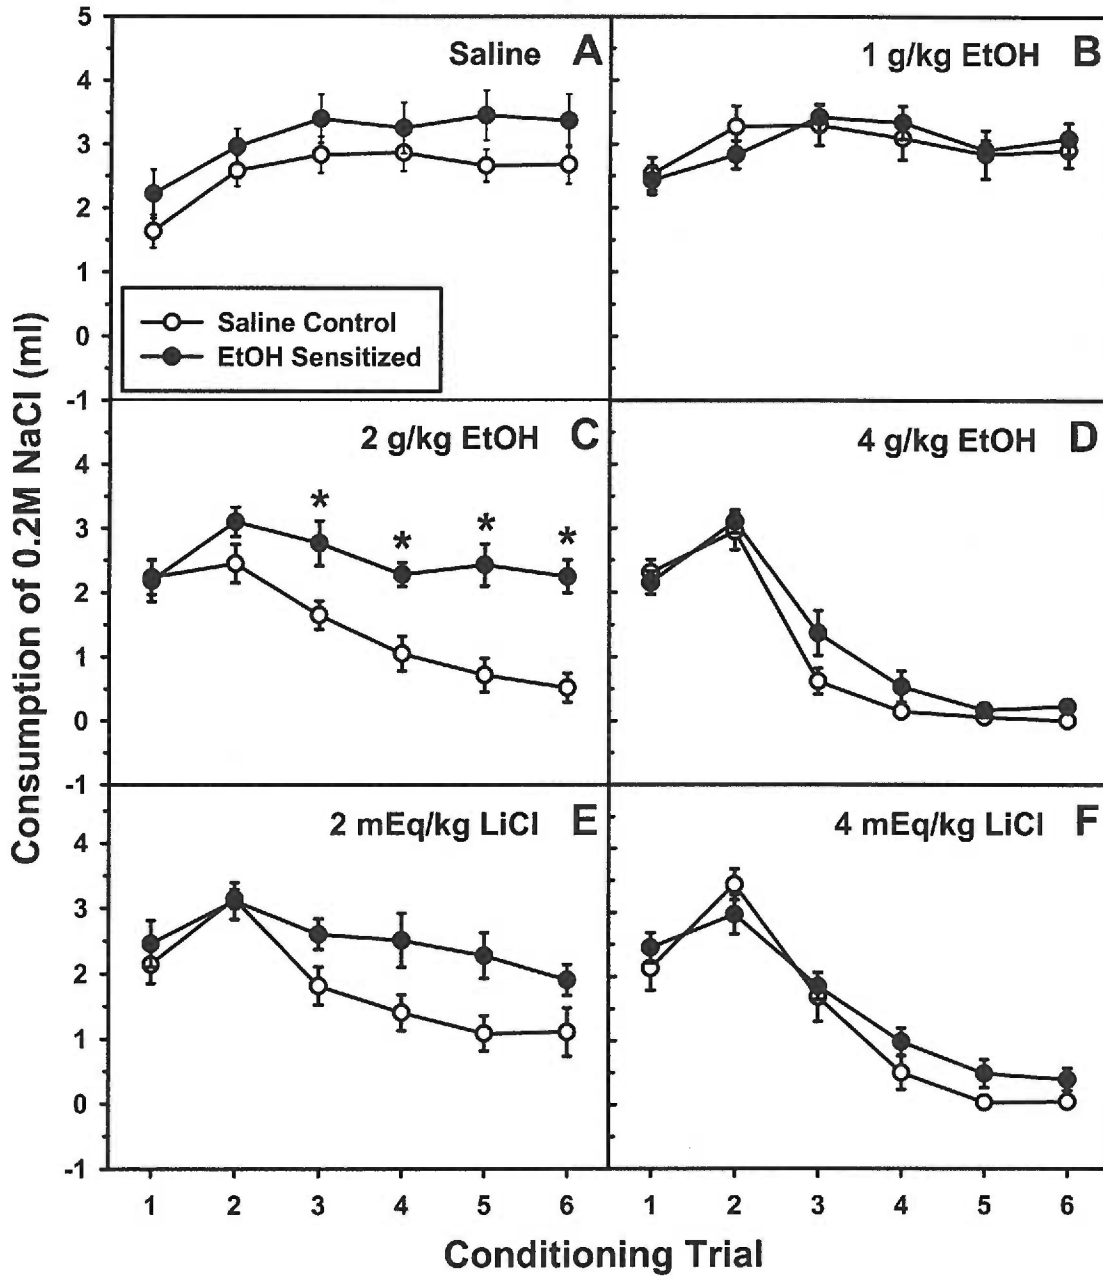 5
4
3
2
1
0
-1
Saline A
Saline Control
EtOH Sensitized
1 g/kg EtOH B
4
3
2
1
0
-1
2 g/kg EtOH C
* * * *
4 g/kg EtOH D
4
3
2
1
0
-1
2 mEq/kg LiCl E
4 mEq/kg LiCl F
1 2 3 4 5 6
1 2 3 4 5 6
Conditioning Trial
Consumption of 0.2M NaCl (ml)